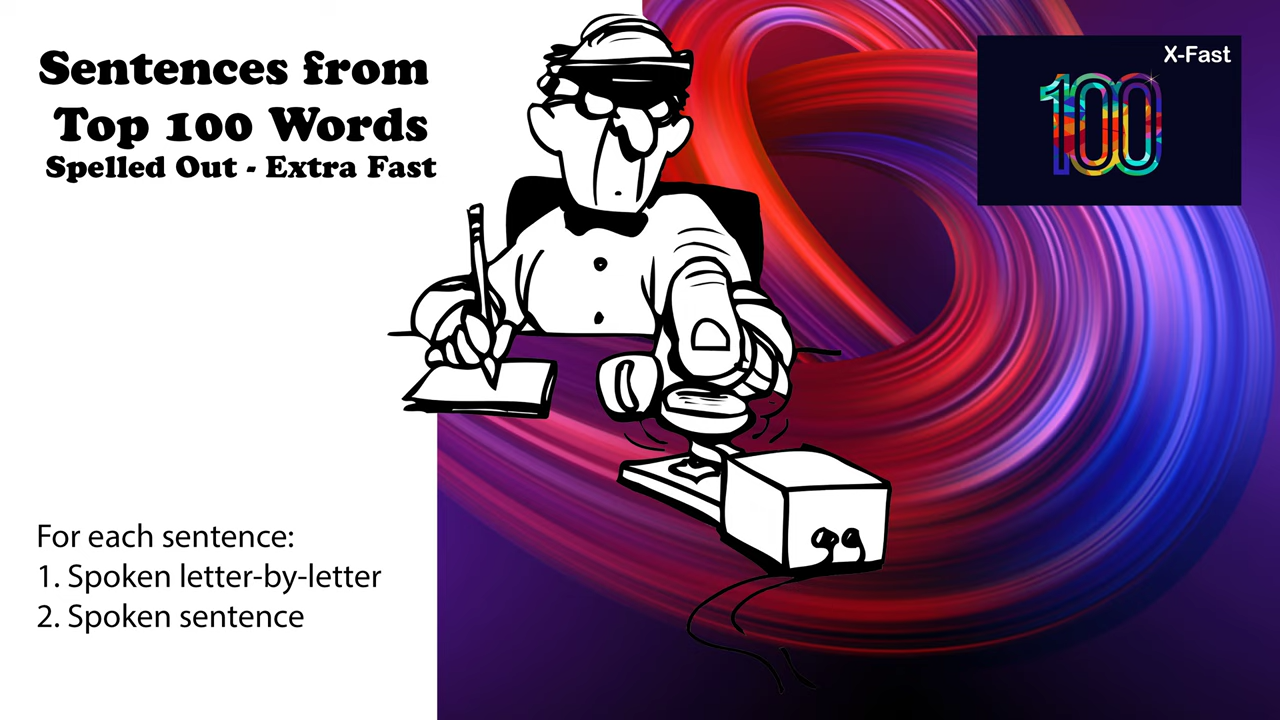 Sentences from
Top 100 Words
Spelled Out - Extra Fast
X-Fast
100
For each sentence:
1. Spoken letter-by-letter
2. Spoken sentence